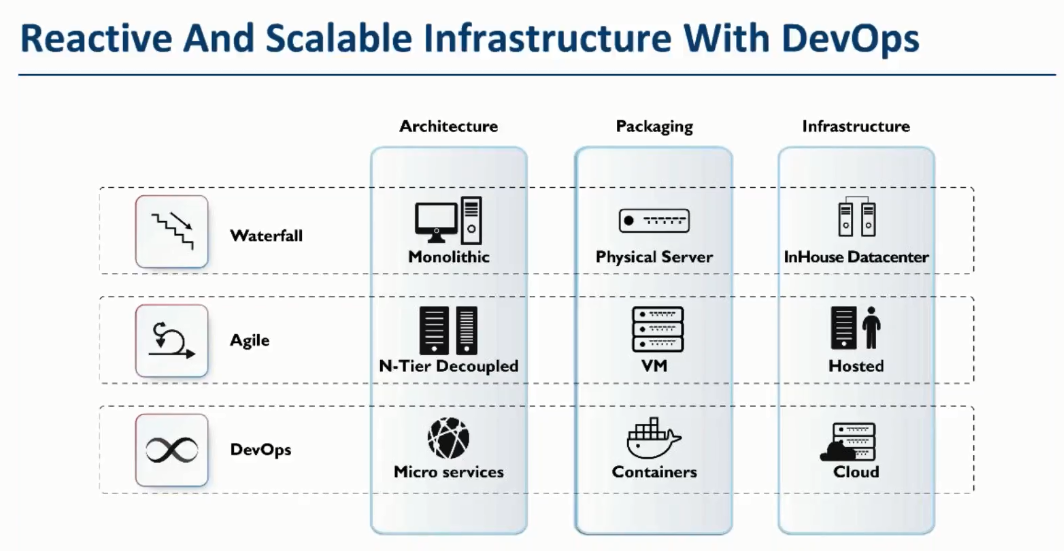 Reactive And Scalable Infrastructure With DevOps
Architecture Packaging Infrastructure
Waterfall Monolithic Physical Server InHouse Datacenter
Agile N-Tier Decoupled VM Hosted
DevOps Micro services Containers Cloud